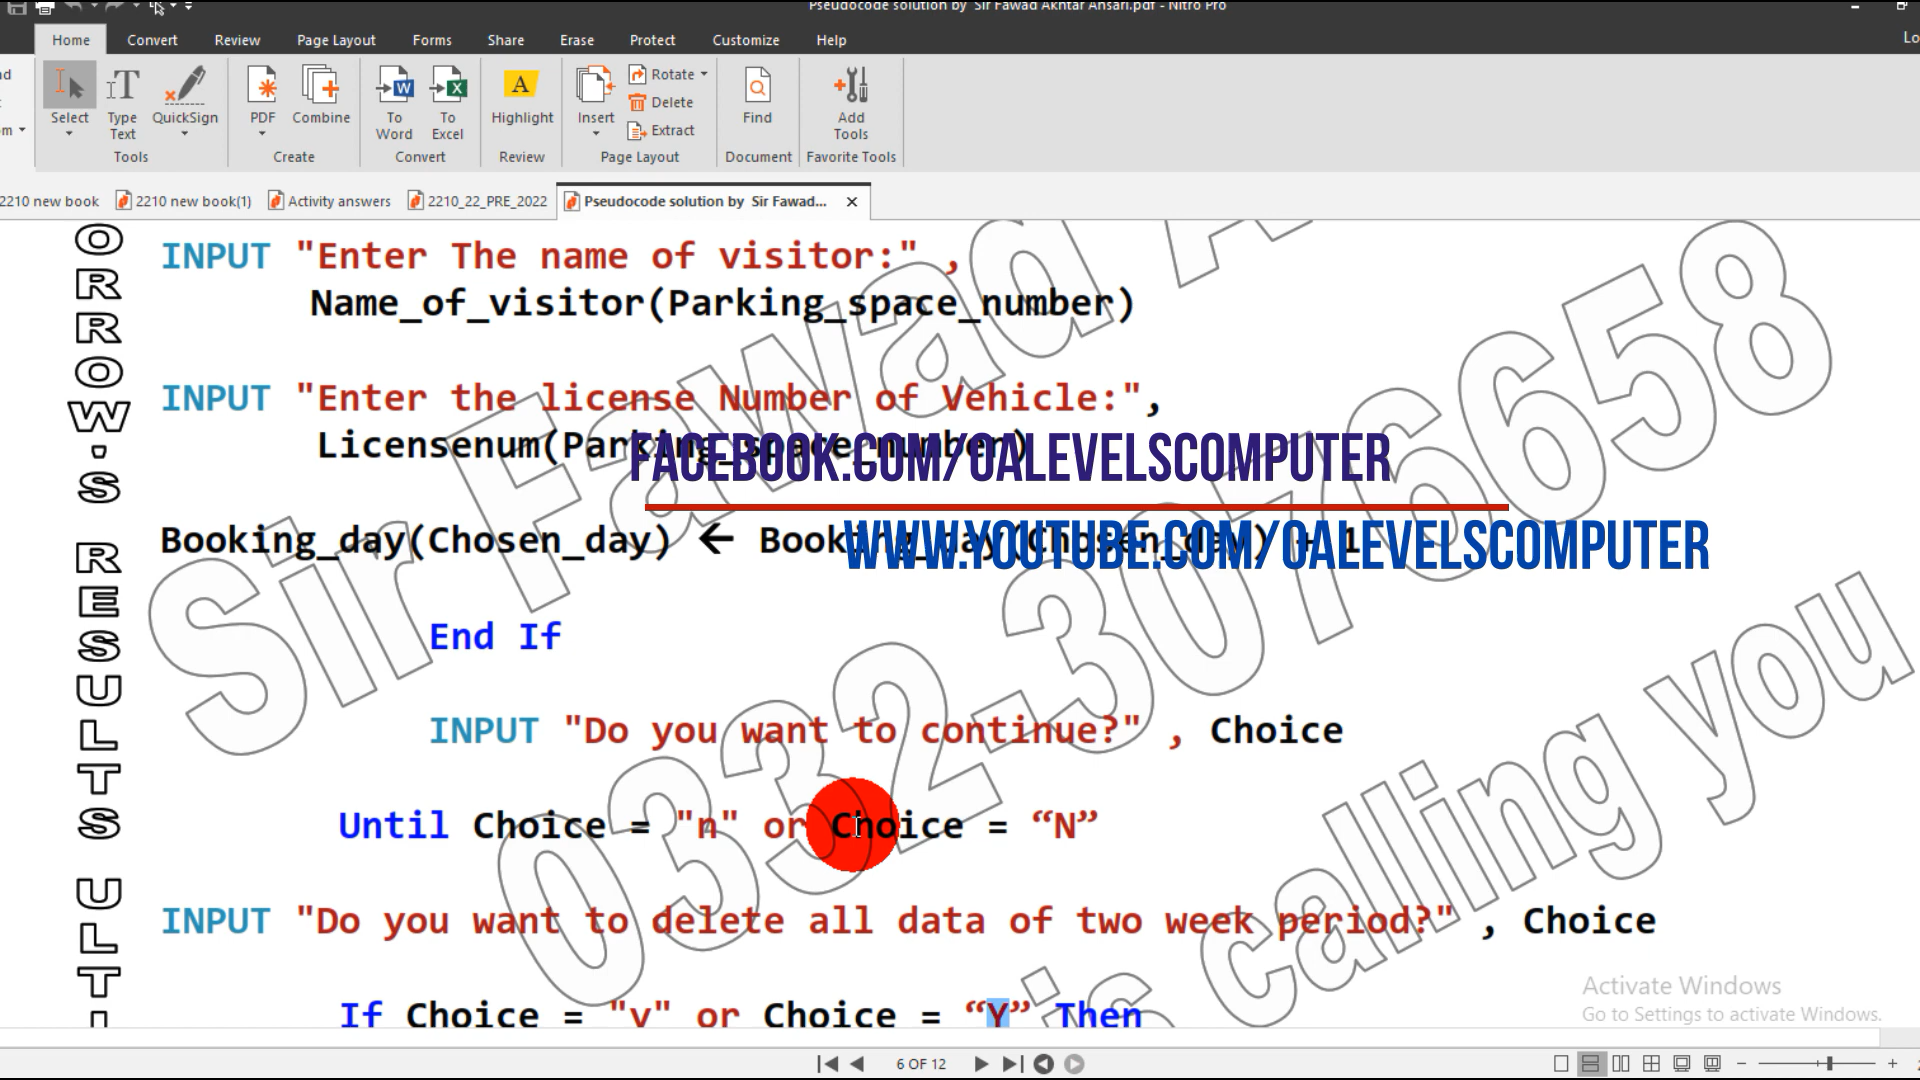 Pseudocode solution by Sir Fawad Akhtar Ansari.pdf - Nitro Pro
Home Convert Review Page Layout Forms Share Erase Protect Customize Help
Lo
Select
Type Text
QuickSign
Tools
PDF
Combine
Create
To Word
To Excel
Convert
Highlight
Review
Insert
Rotate
Delete
Extract
Page Layout
Find
Document
Add Tools
Favorite Tools
2210 new book 2210 new book(1) Activity answers 2210_22_PRE_2022 Pseudocode solution by Sir Fawad...
ORROW'S RESULTS ULTI
INPUT "Enter The name of visitor:" ,
Name_of_visitor(Parking_space_number)
INPUT "Enter the license Number of Vehicle:",
Licensenum(Parking_space_number)
FACEBOOK.COM/OALEVELSCOMPUTER
Booking_day(Chosen_day) ← Booking_day(Chosen_day) + 1
WWW.YOUTUBE.COM/OALEVELSCOMPUTER
End If
INPUT "Do you want to continue?" , Choice
Until Choice = "n" or Choice = “N”
INPUT "Do you want to delete all data of two week period?" , Choice
If Choice = "y" or Choice = “Y” Then
Sir Fawad A
0332-3076658
is calling you
Activate Windows
Go to Settings to activate Windows.
6 OF 12